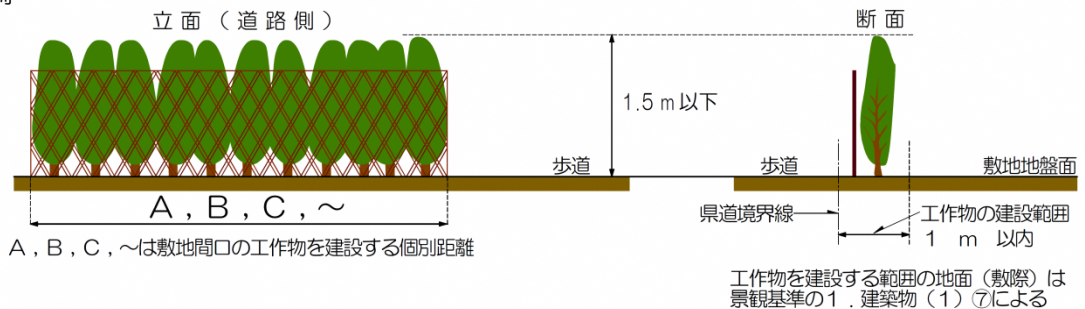 立面（道路側）
断面
1.5ｍ以下
歩道
歩道
敷地地盤面
A，B，C，～
県道境界線
工作物の建設範囲
1 ｍ 以内
A，B，C，～は敷地間口の工作物を建設する個別距離
工作物を建設する範囲の地面（敷際）は
景観基準の1．建築物（1）⑦による